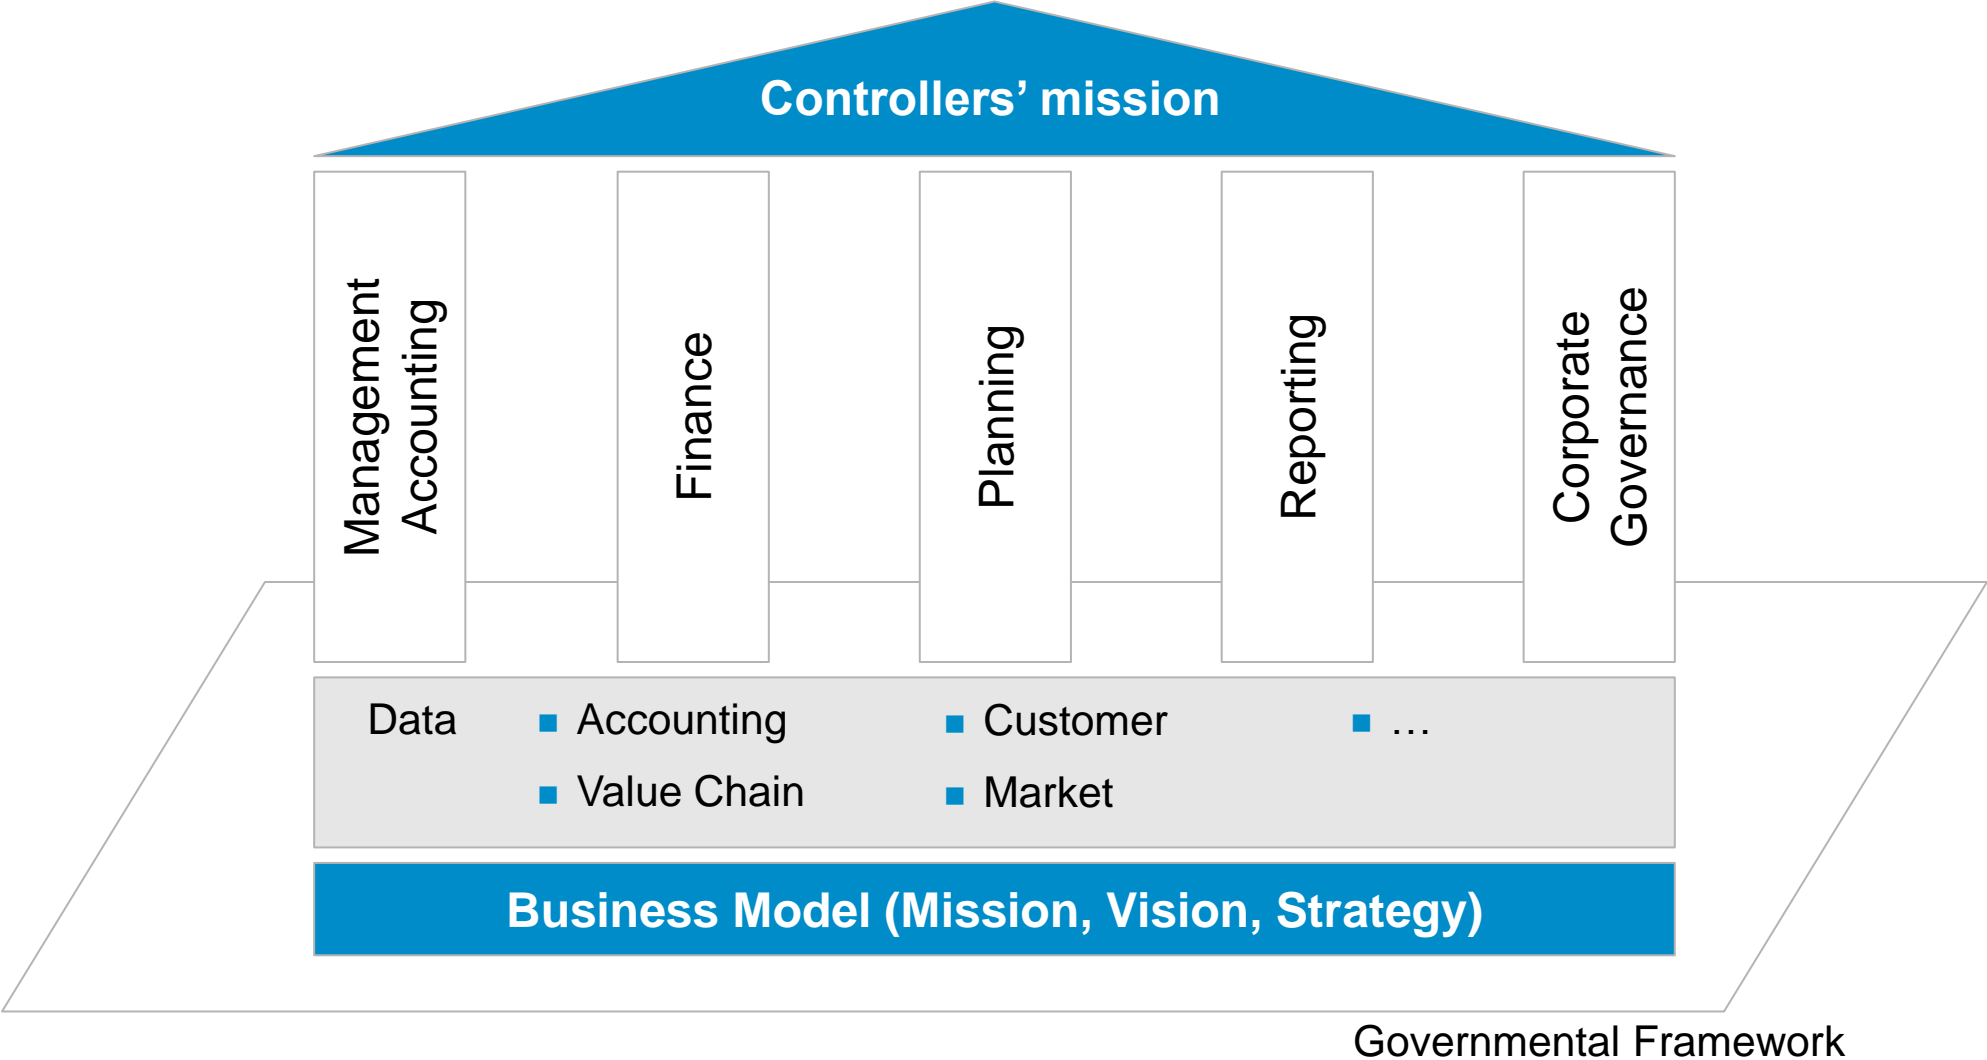 Controllers’ mission
Management
Accounting
Finance
Planning
Reporting
Corporate
Governance
Data
Accounting
Customer
…
Value Chain
Market
Business Model (Mission, Vision, Strategy)
Governmental Framework